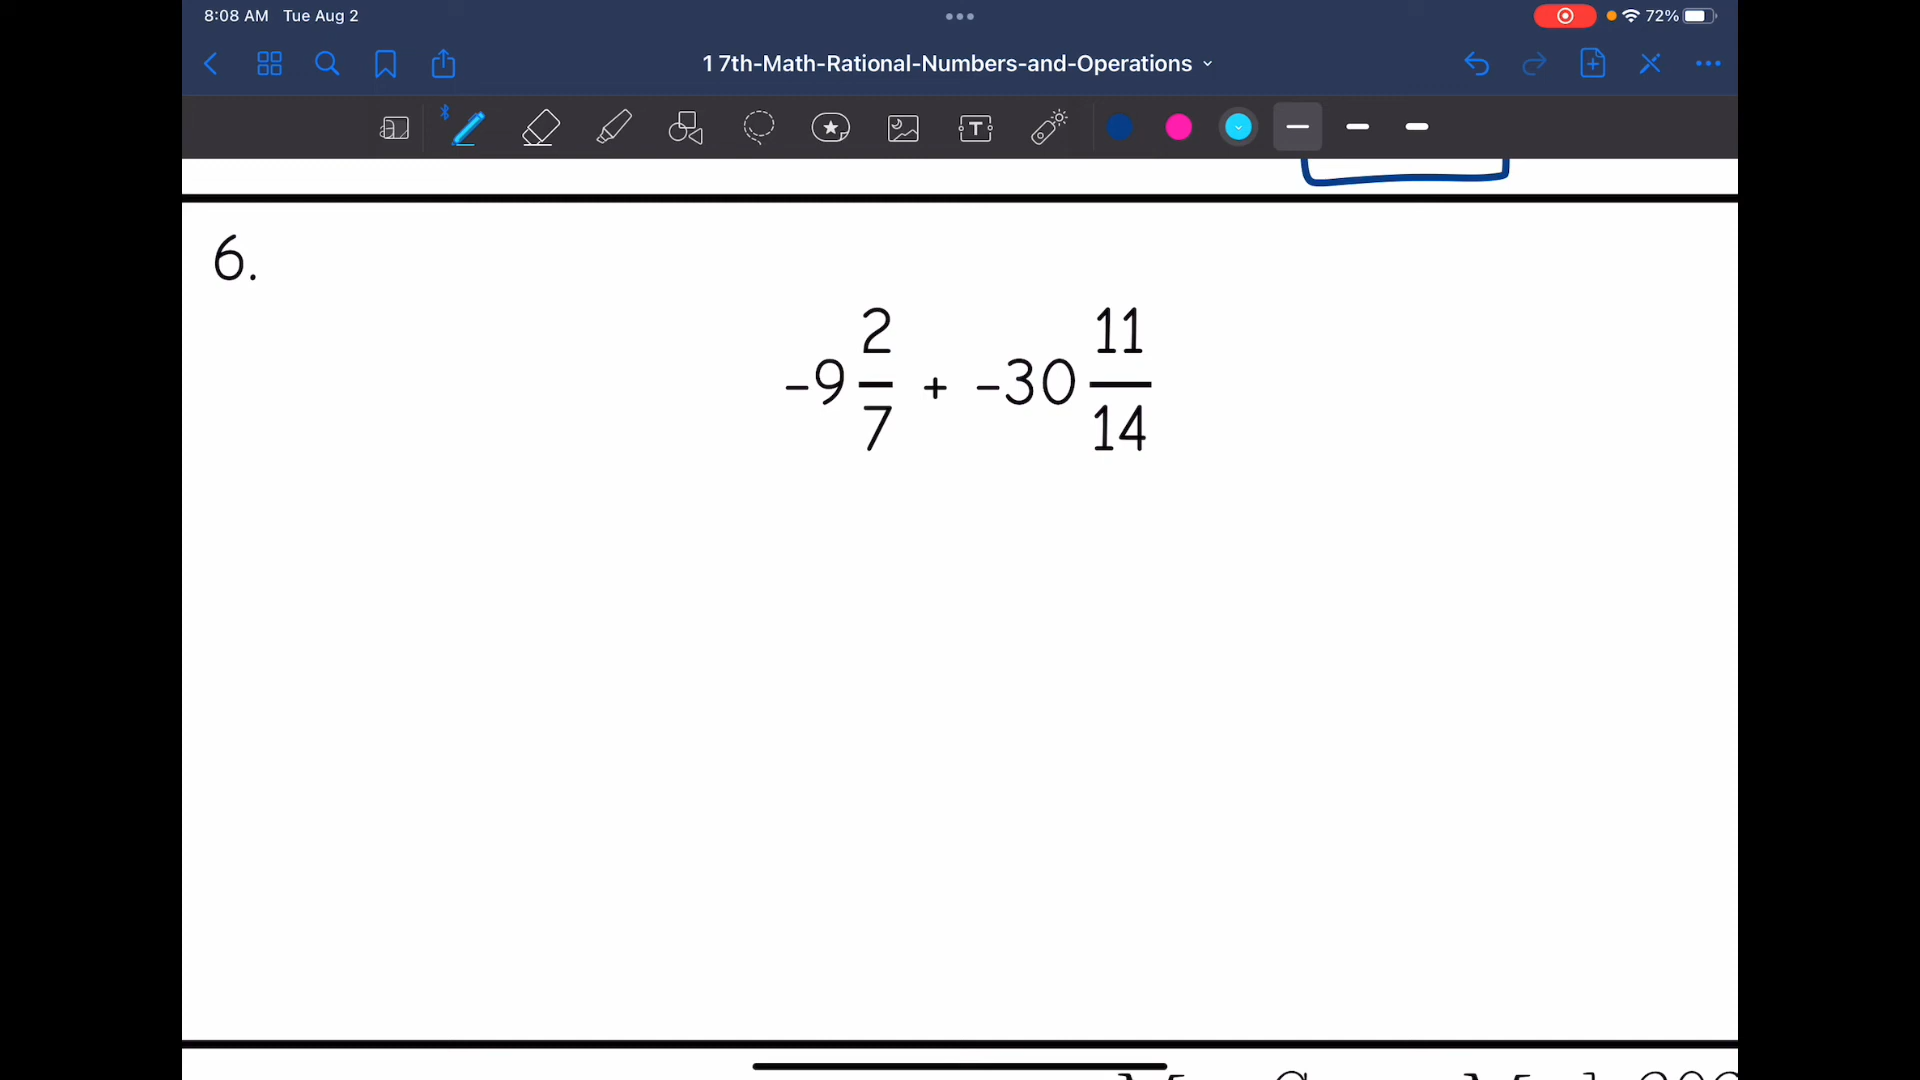 8:08 AM Tue Aug 2
72%
1 7th-Math-Rational-Numbers-and-Operations
T
6.
-9 2/7 + -30 11/14